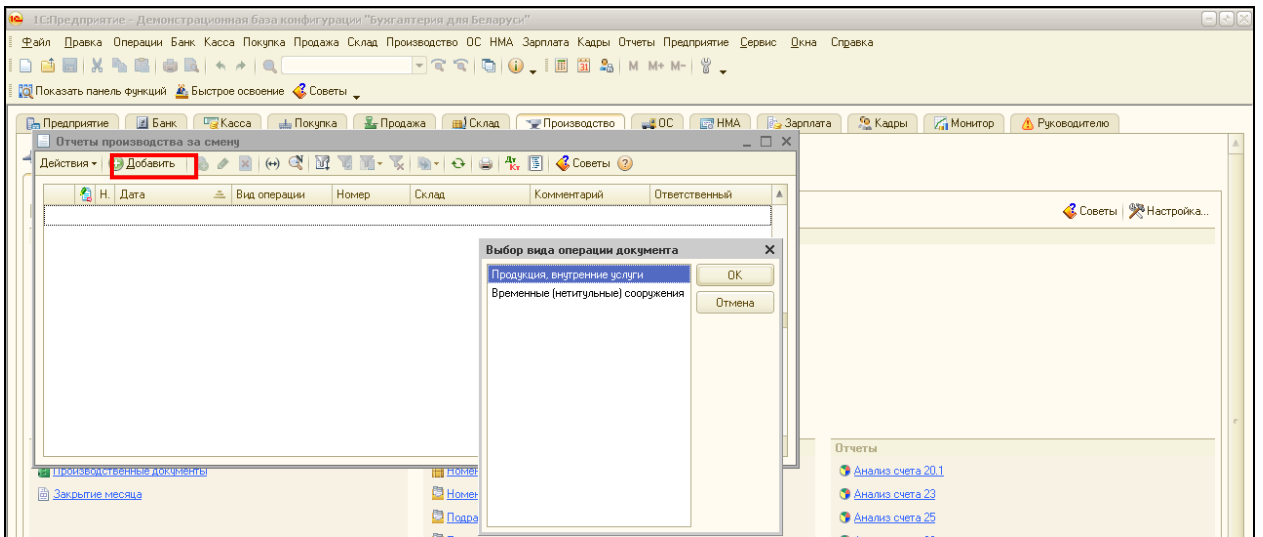 1С:Предприятие - Демонстрационная база конфигурации "Бухгалтерия для Беларуси"
Файл Правка Операции Банк Касса Покупка Продажа Склад Производство ОС НМА Зарплата Кадры Отчеты Предприятие Сервис Окна Справка
M M+ M-
Показать панель функций Быстрое освоение Советы
Предприятие Банк Касса Покупка Продажа Склад Производство ОС НМА Зарплата Кадры Монитор Руководителю
Отчеты производства за смену
Действия Добавить Дт Кт Советы
Н. Дата Вид операции Номер Склад Комментарий Ответственный
Советы Настройка...
Выбор вида операции документа
Продукция, внутренние услуги OK
Временные (нетитульные) сооружения Отмена
Отчеты
Производственные документы Анализ счета 20.1
Закрытие месяца Анализ счета 23
Анализ счета 25